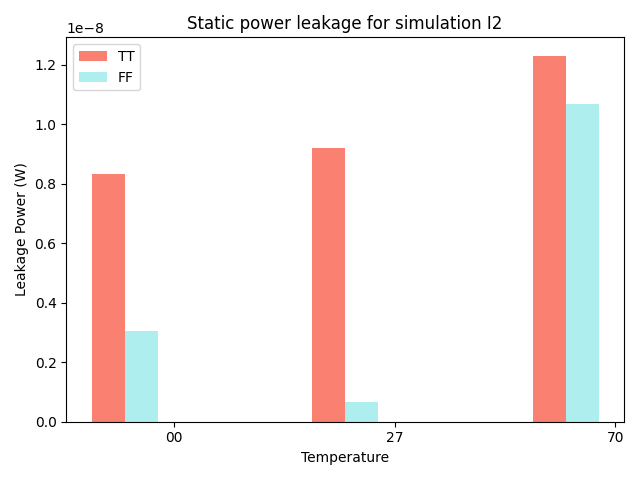 Static power leakage for simulation I2
1e−8
TT
FF
1.2
1.0
0.8
0.6
0.4
0.2
0.0
Leakage Power (W)
00 27 70
Temperature